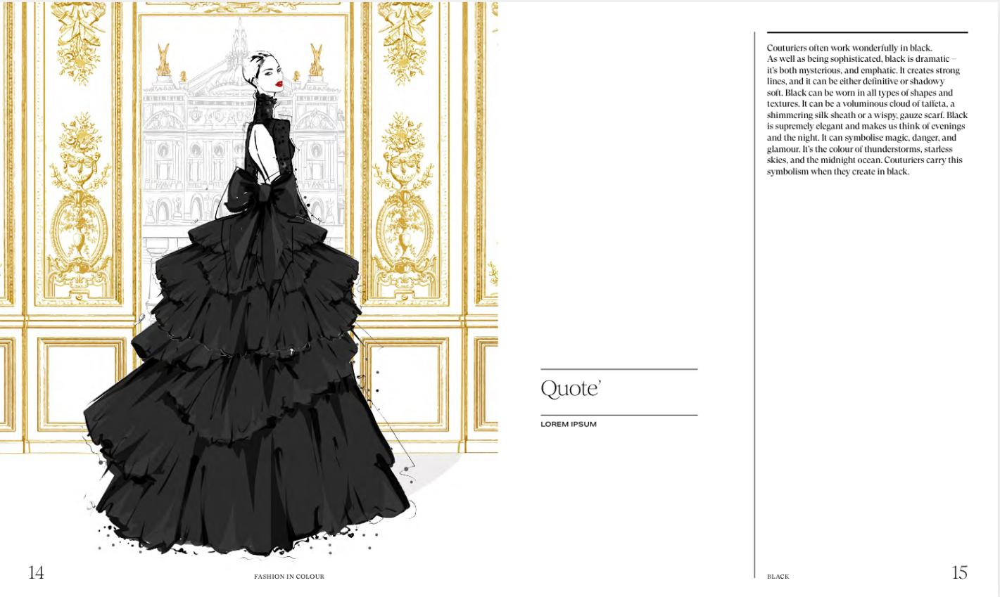 14
FASHION IN COLOUR
Quote’
LOREM IPSUM
Couturiers often work wonderfully in black.
As well as being sophisticated, black is dramatic –
it’s both mysterious, and emphatic. It creates strong
lines, and it can be either definitive or shadowy
soft. Black can be worn in all types of shapes and
textures. It can be a voluminous cloud of taffeta, a
shimmering silk sheath or a wispy, gauze scarf. Black
is supremely elegant and makes us think of evenings
and the night. It can symbolise magic, danger, and
glamour. It’s the colour of thunderstorms, starless
skies, and the midnight ocean. Couturiers carry this
symbolism when they create in black.
BLACK
15